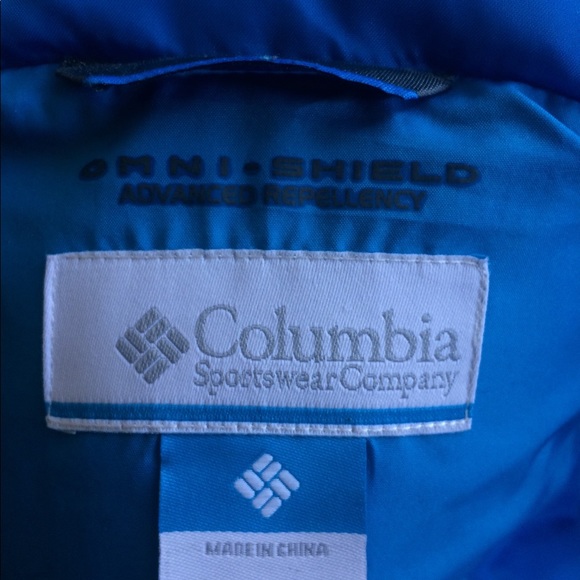 OMNI-SHIELD
ADVANCED REPELLENCY
Columbia
Sportswear Company
MADE IN CHINA